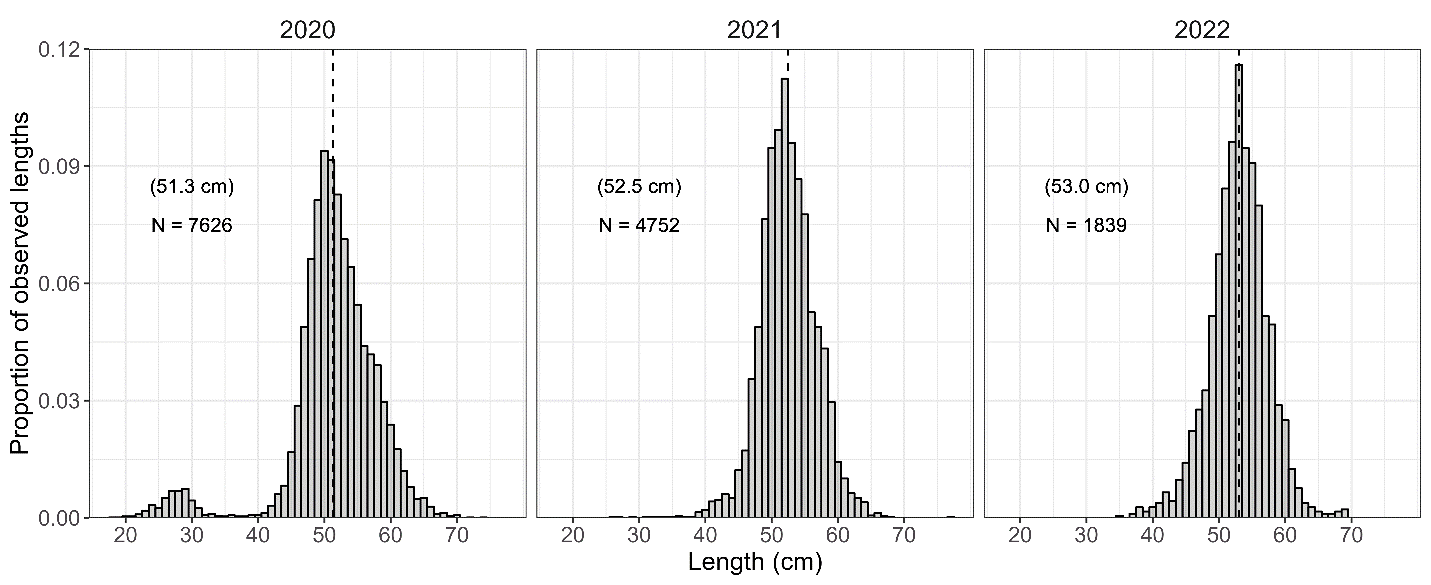 2020 2021 2022
Proportion of observed lengths
0.12
0.09
0.06
0.03
0.00
(51.3 cm) (52.5 cm) (53.0 cm)
N = 7626 N = 4752 N = 1839
20 30 40 50 60 70 20 30 40 50 60 70 20 30 40 50 60 70
Length (cm)